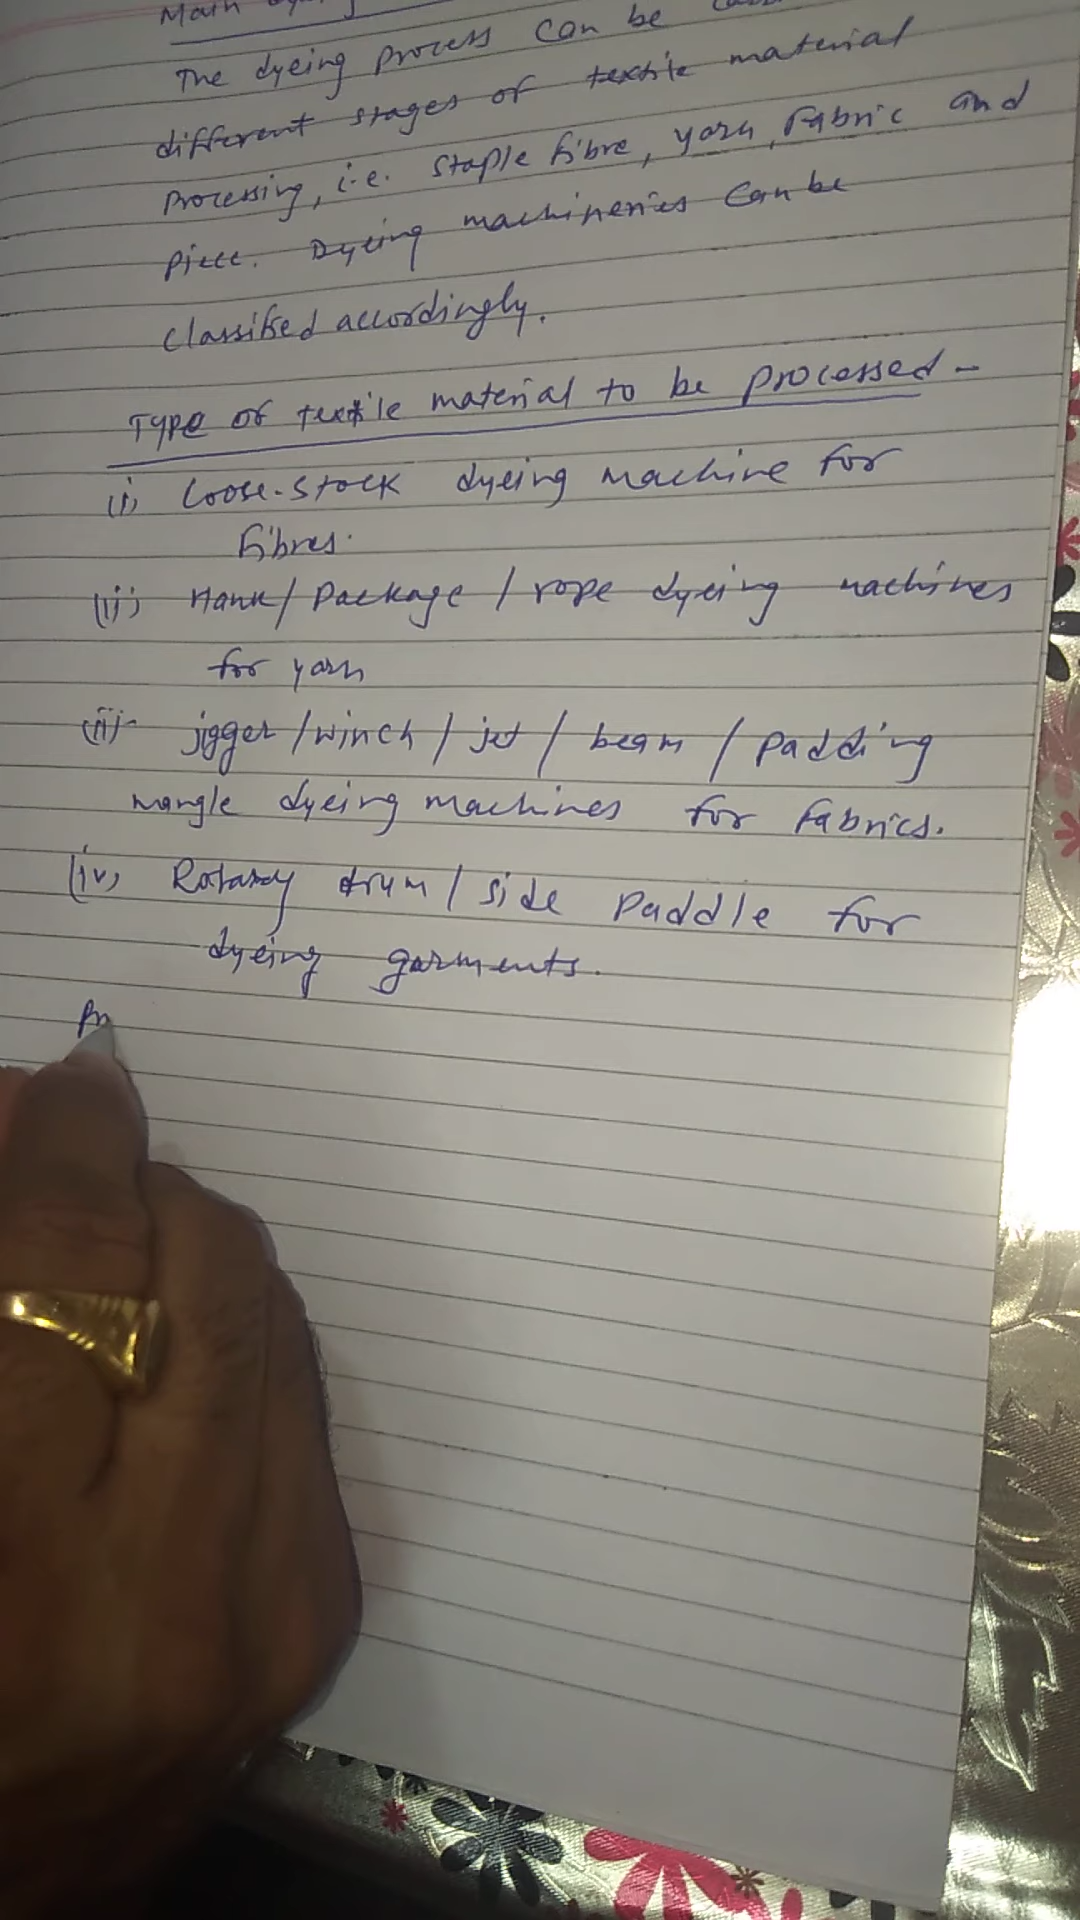 Main
The dyeing process can be
different stages of textile material
processing, i.e. staple fibre, yarn, fabric and
piece. Dyeing machineries can be
classified accordingly.
Type of textile material to be processed -
(i) Loose-stock dyeing machine for
fibres.
(ii) Hank/ Package / rope dyeing machines
for yarn
(iii) jigger /winch / jet / beam / Padding
mangle dyeing machines for fabrics.
(iv) Rotary drum / side Paddle for
dyeing garments.